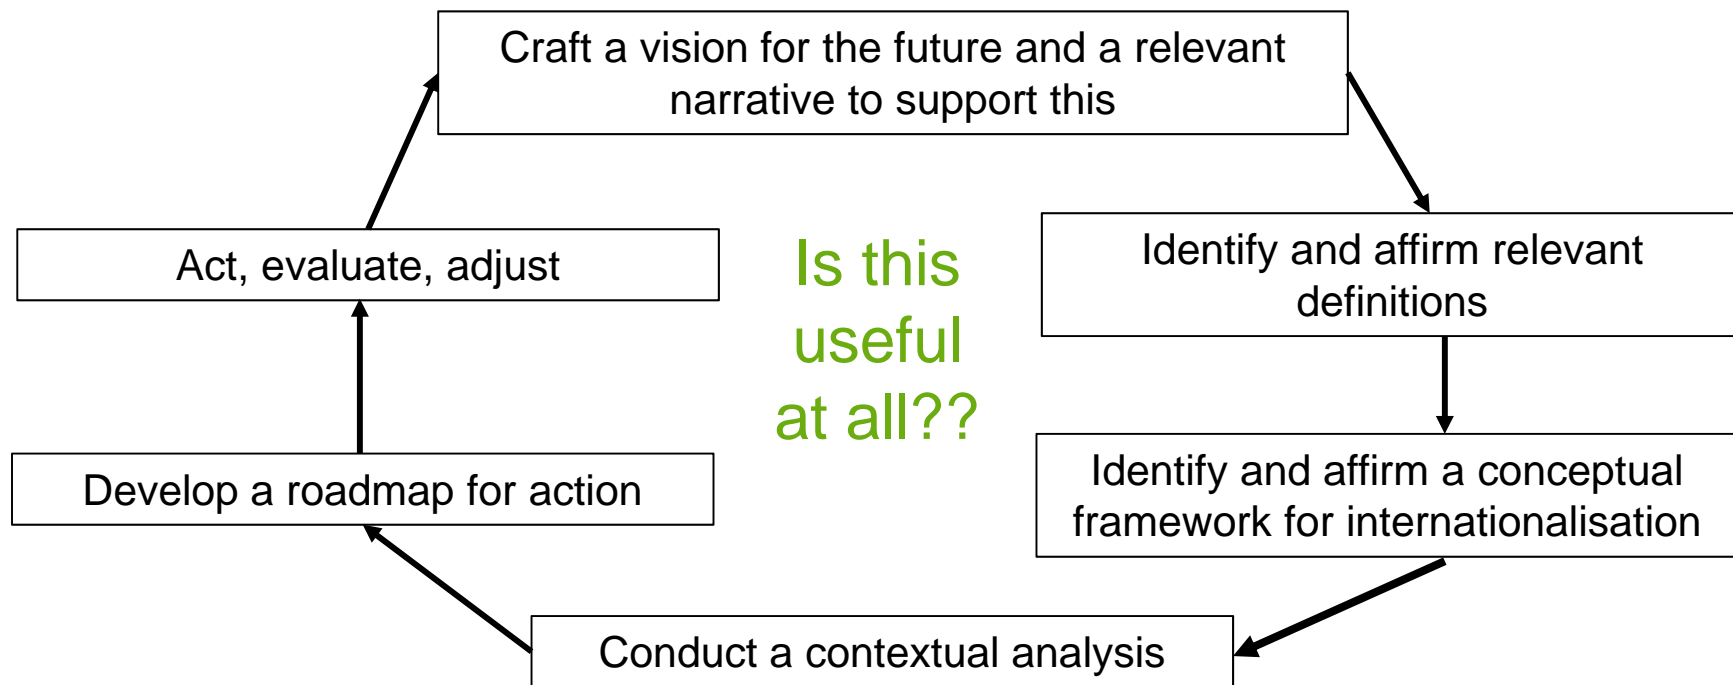 Craft a vision for the future and a relevant
narrative to support this
Identify and affirm relevant
definitions
Identify and affirm a conceptual
framework for internationalisation
Conduct a contextual analysis
Develop a roadmap for action
Act, evaluate, adjust
Is this
useful
at all??